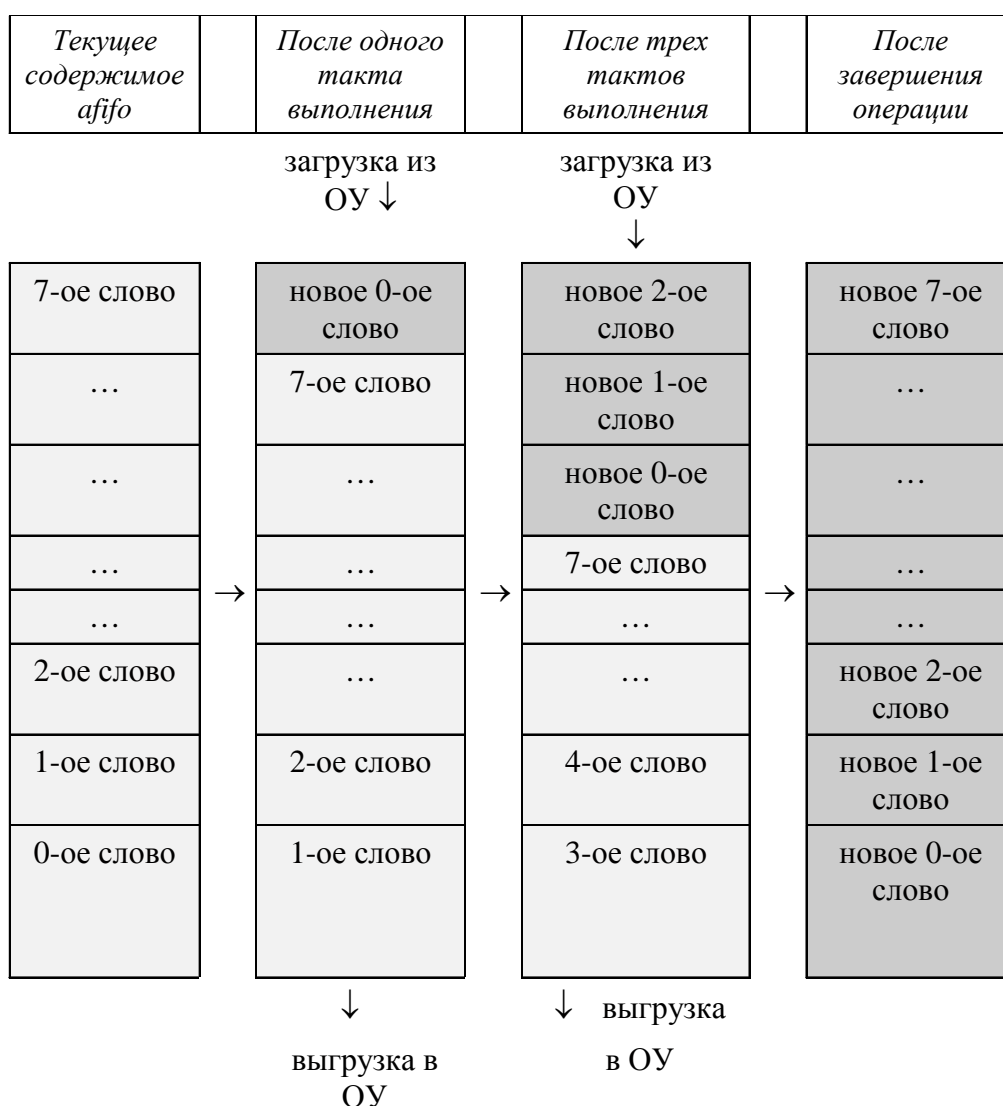 Текущее содержимое afifo
После одного такта выполнения
После трех тактов выполнения
После завершения операции
загрузка из ОУ ↓
загрузка из ОУ ↓
7-ое слово
новое 0-ое слово
новое 2-ое слово
новое 7-ое слово
…
7-ое слово
новое 1-ое слово
…
…
…
новое 0-ое слово
…
…
…
7-ое слово
…
→
→
→
…
…
…
…
2-ое слово
…
…
новое 2-ое слово
1-ое слово
2-ое слово
4-ое слово
новое 1-ое слово
0-ое слово
1-ое слово
3-ое слово
новое 0-ое слово
↓
выгрузка в ОУ
↓ выгрузка
в ОУ